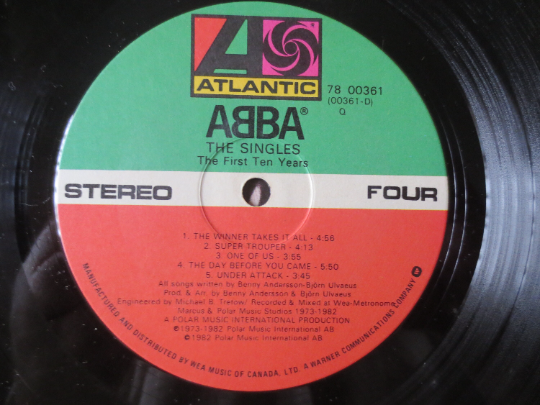 ATLANTIC
78 00361
(00361-D)
Q
ABBA®
THE SINGLES
The First Ten Years
STEREO
FOUR
1. THE WINNER TAKES IT ALL - 4:56
2. SUPER TROUPER - 4:13
3. ONE OF US - 3:55
4. THE DAY BEFORE YOU CAME - 5:50
5. UNDER ATTACK - 3:45
All songs written by Benny Andersson-Björn Ulvaeus
Prod. & Arr. by Benny Andersson & Björn Ulvaeus
Engineered by Michael B. Tretow/ Recorded & Mixed at Wea-Metronome,
Marcus & Polar Music Studios 1973-1982
A POLAR MUSIC INTERNATIONAL PRODUCTION
℗1973-1982 Polar Music International AB
©1982 Polar Music International AB
MANUFACTURED AND DISTRIBUTED BY WEA MUSIC OF CANADA, LTD. A WARNER COMMUNICATIONS COMPANY